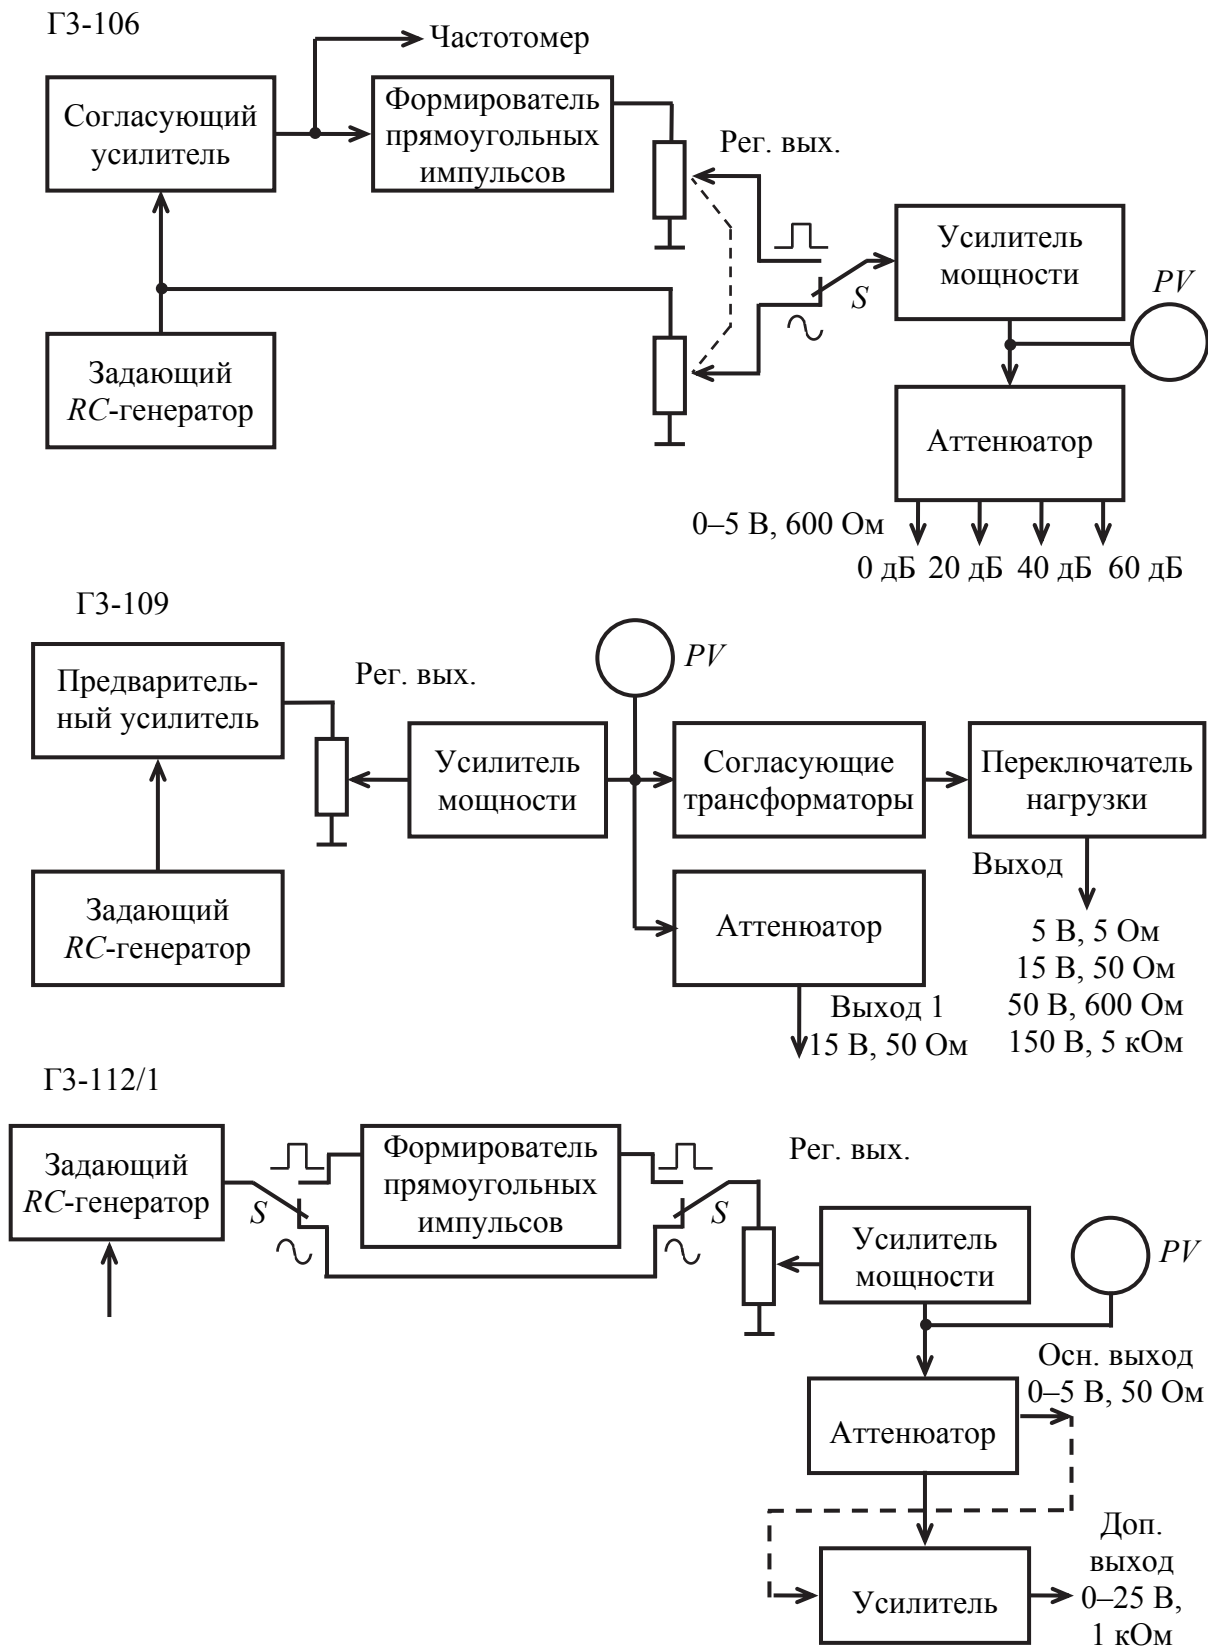 Г3-106
Частотомер
Согласующий
усилитель
Формирователь
прямоугольных
импульсов
Рег. вых.
Усилитель
мощности
PV
S
Задающий
RC-генератор
Аттенюатор
0–5 В, 600 Ом
0 дБ 20 дБ 40 дБ 60 дБ
Г3-109
Предваритель-
ный усилитель
Рег. вых.
PV
Усилитель
мощности
Согласующие
трансформаторы
Переключатель
нагрузки
Выход
Задающий
RC-генератор
Аттенюатор
5 В, 5 Ом
15 В, 50 Ом
50 В, 600 Ом
150 В, 5 кОм
Выход 1
15 В, 50 Ом
Г3-112/1
Задающий
RC-генератор
S
Формирователь
прямоугольных
импульсов
S
Рег. вых.
Усилитель
мощности
PV
Осн. выход
0–5 В, 50 Ом
Аттенюатор
Доп.
выход
0–25 В,
1 кОм
Усилитель